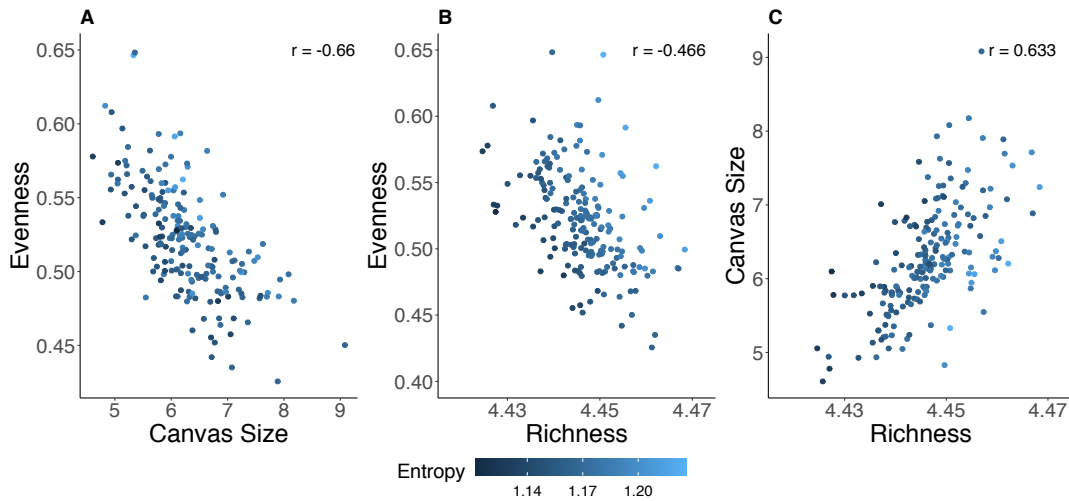 A
r = -0.66
0.65
0.60
0.55
0.50
0.45
Evenness
5 6 7 8 9
Canvas Size
B
r = -0.466
0.65
0.60
0.55
0.50
0.45
0.40
Evenness
4.43 4.45 4.47
Richness
C
r = 0.633
9
8
7
6
5
Canvas Size
4.43 4.45 4.47
Richness
Entropy
1.14 1.17 1.20